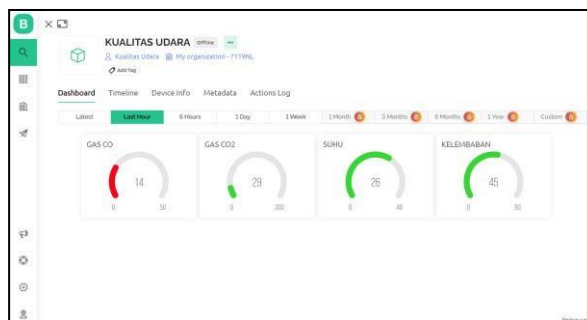 B
KUALITAS UDARA Offline
Kualitas Udara My organization - 7119NL
Add Tag
Dashboard Timeline Device Info Metadata Actions Log
Latest Last Hour 6 Hours 1 Day 1 Week 1 Month 3 Months 6 Months 1 Year Custom
GAS CO GAS CO2 SUHU KELEMBABAN
14 29 26 45
0 50 0 300 0 40 0 80